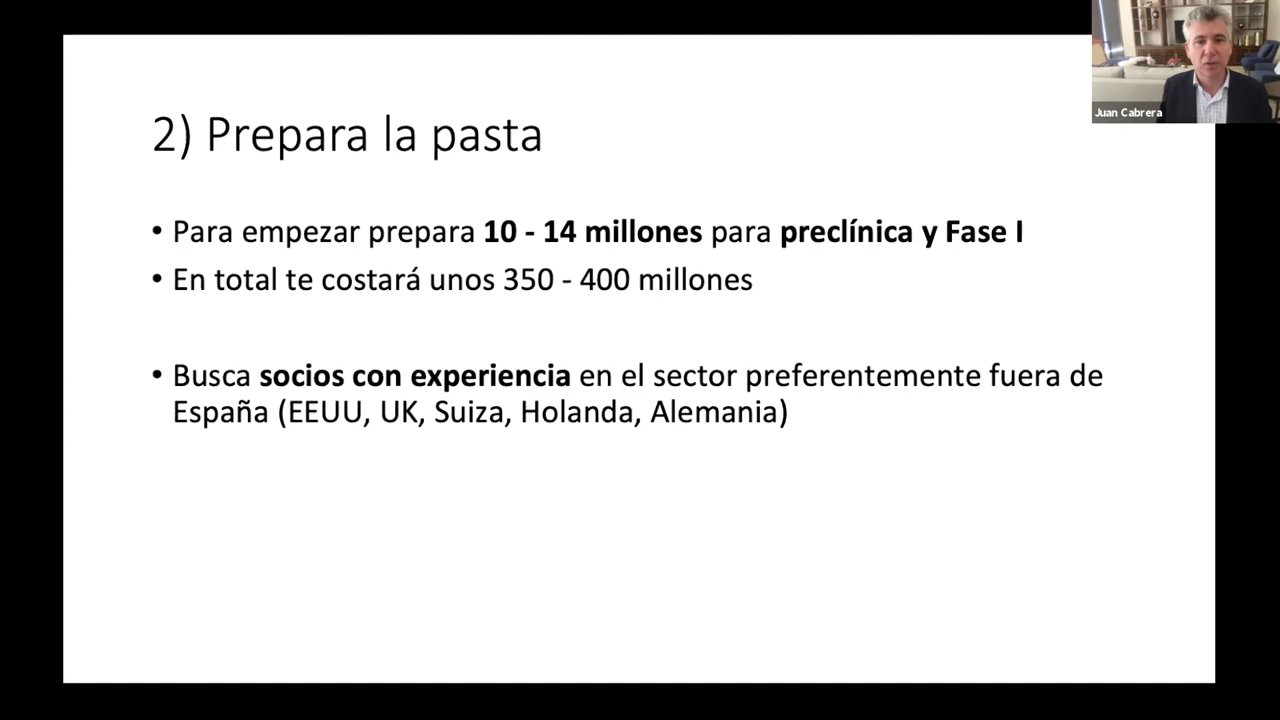 Juan Cabrera
2) Prepara la pasta
• Para empezar prepara 10 - 14 millones para preclínica y Fase I
• En total te costará unos 350 - 400 millones
• Busca socios con experiencia en el sector preferentemente fuera de
España (EEUU, UK, Suiza, Holanda, Alemania)